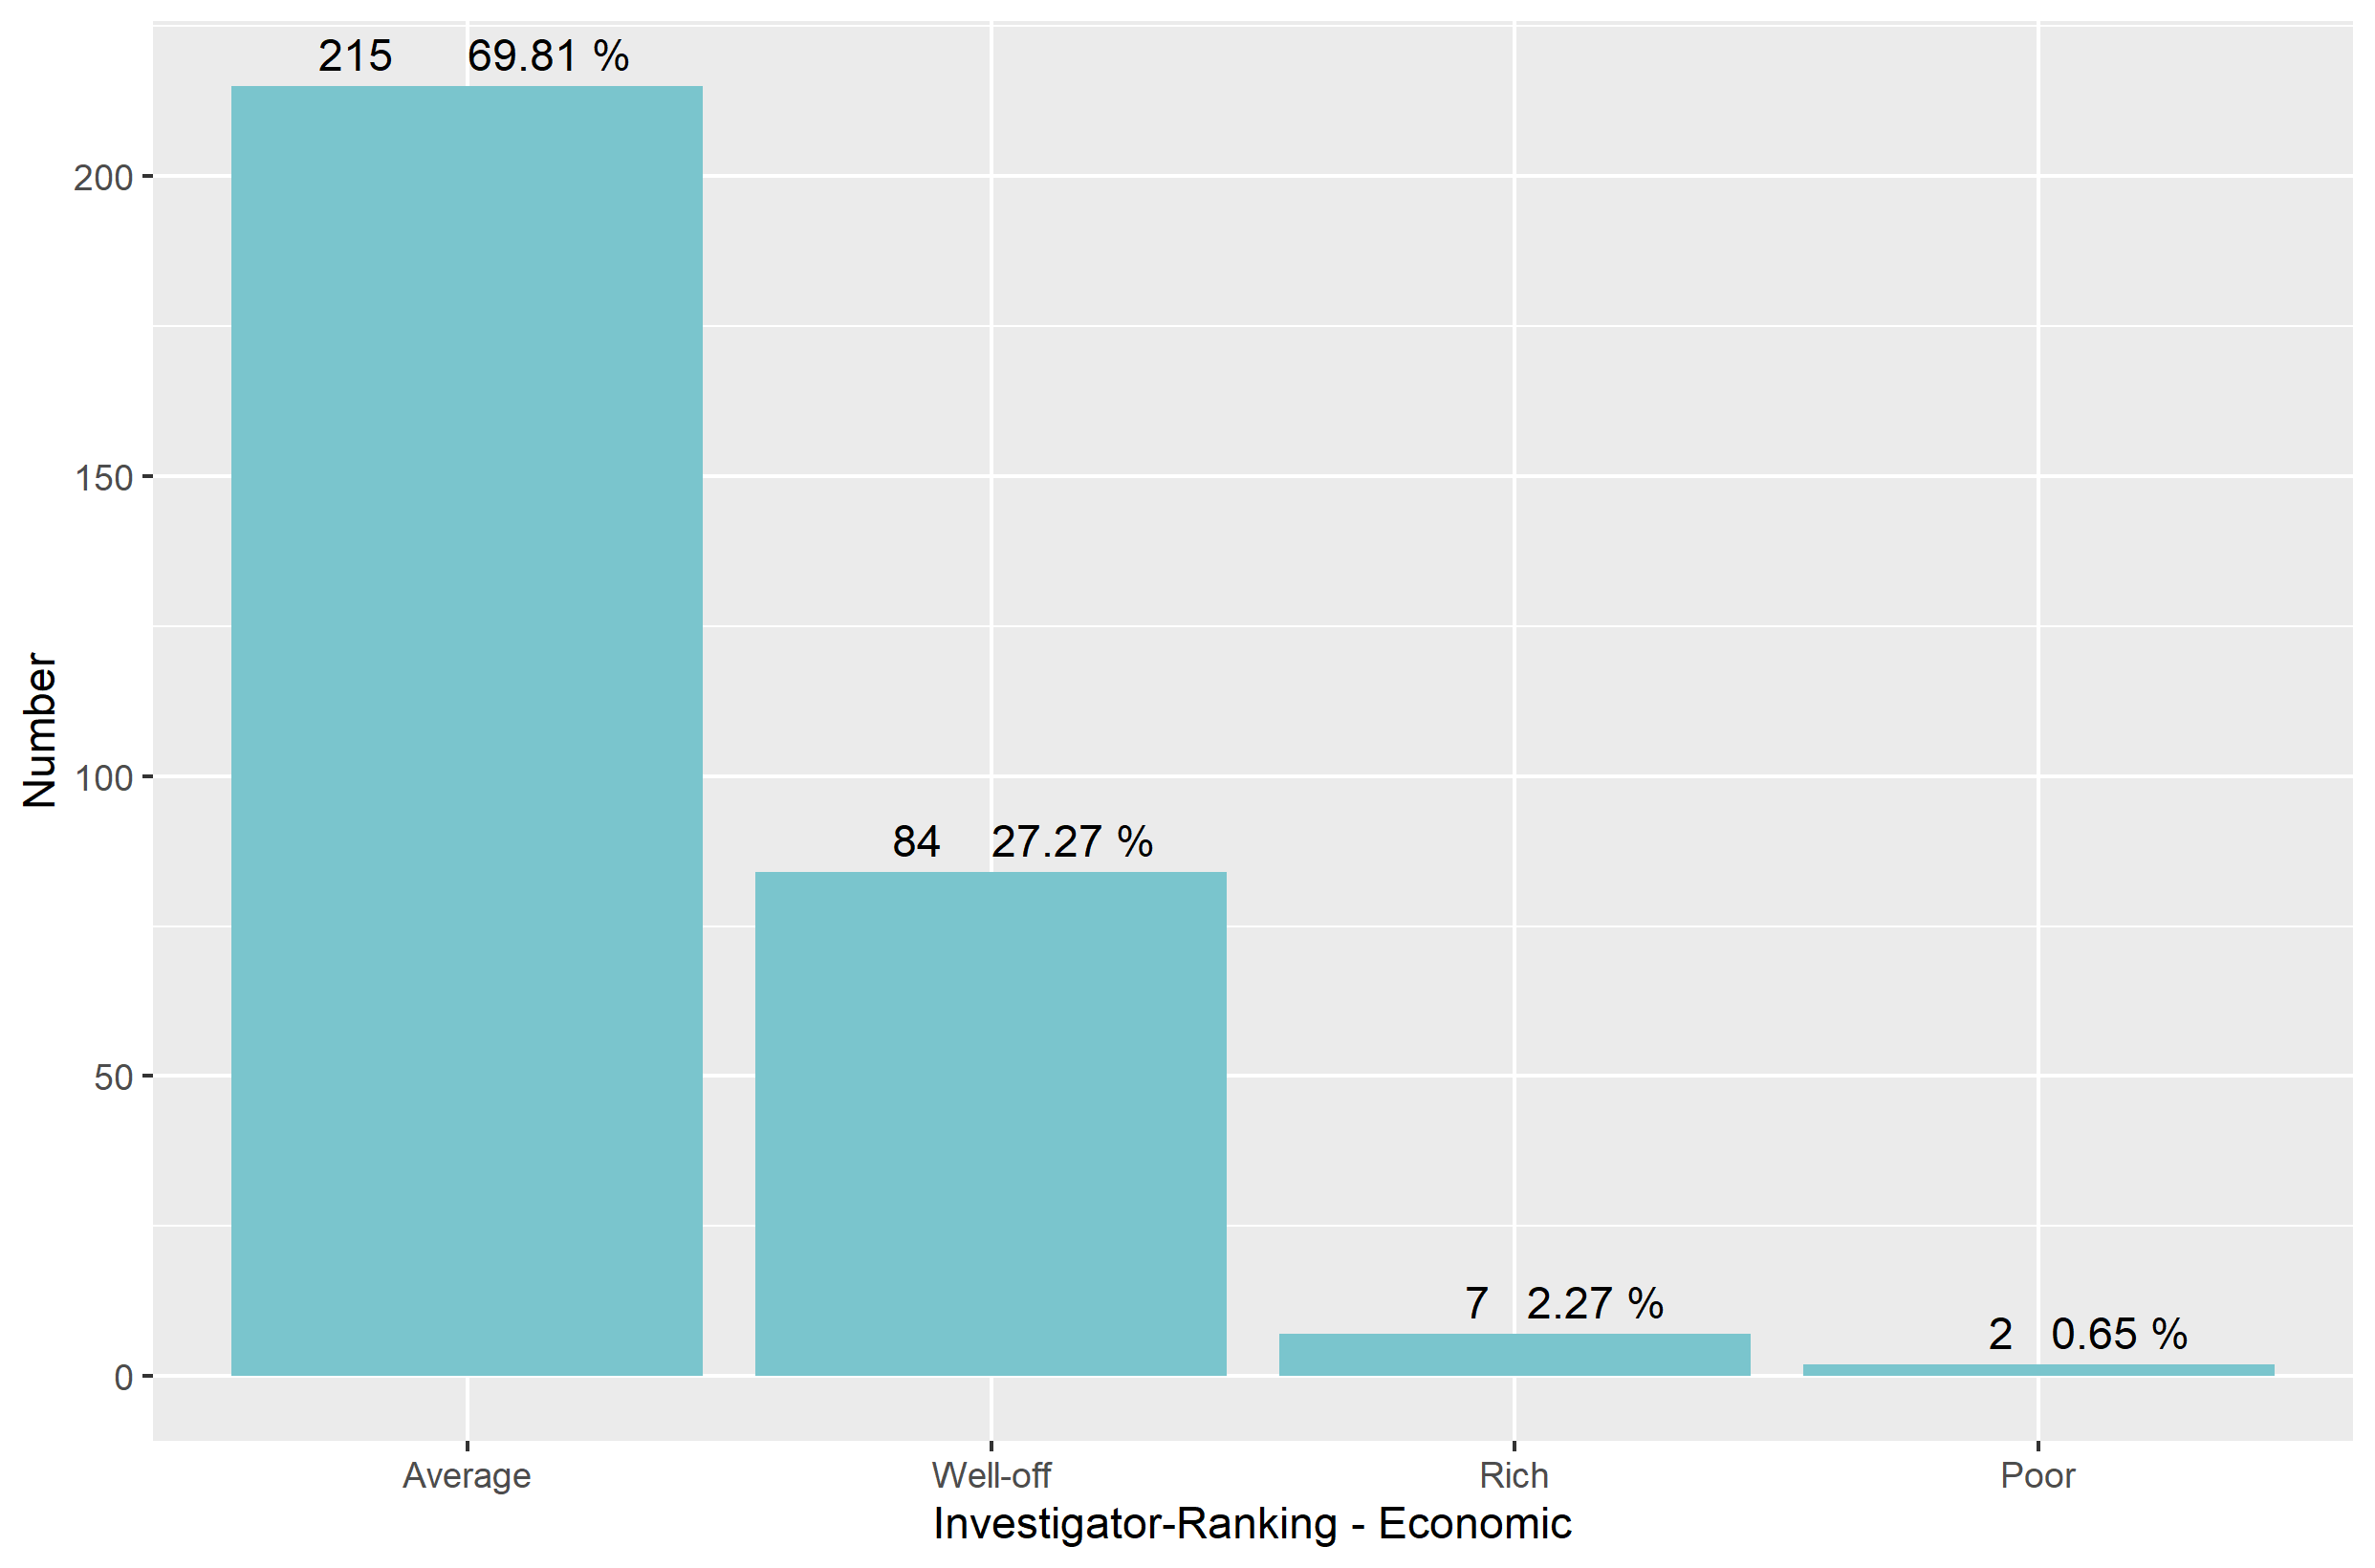 215 69.81 %
200
150
Number
100
84 27.27 %
50
7 2.27 %
2 0.65 %
0
Average Well-off Rich Poor
Investigator-Ranking - Economic